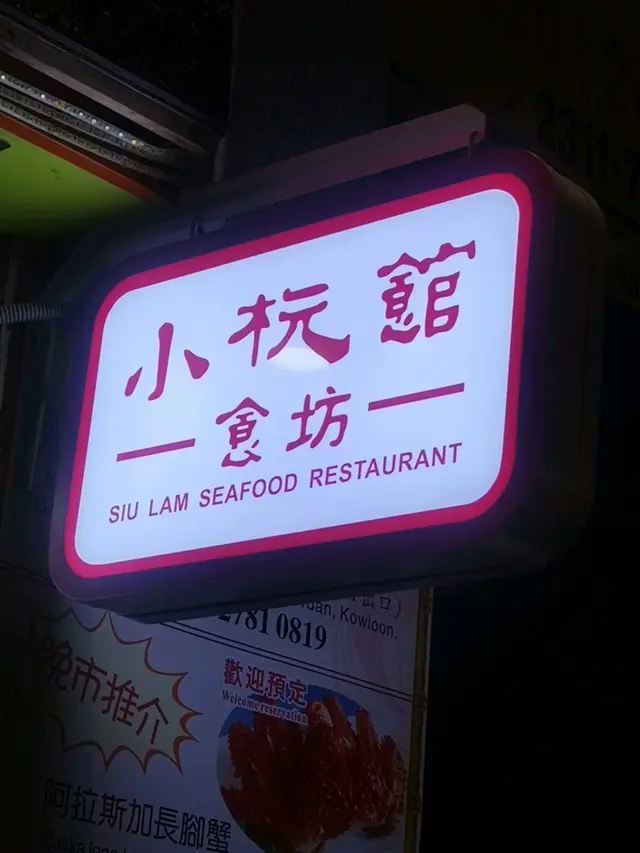 小杬館
食坊
SIU LAM SEAFOOD RESTAURANT
Kowloon.
2781 0819
歡迎預定
Welcome reservation
晚市推介
阿拉斯加長腳蟹